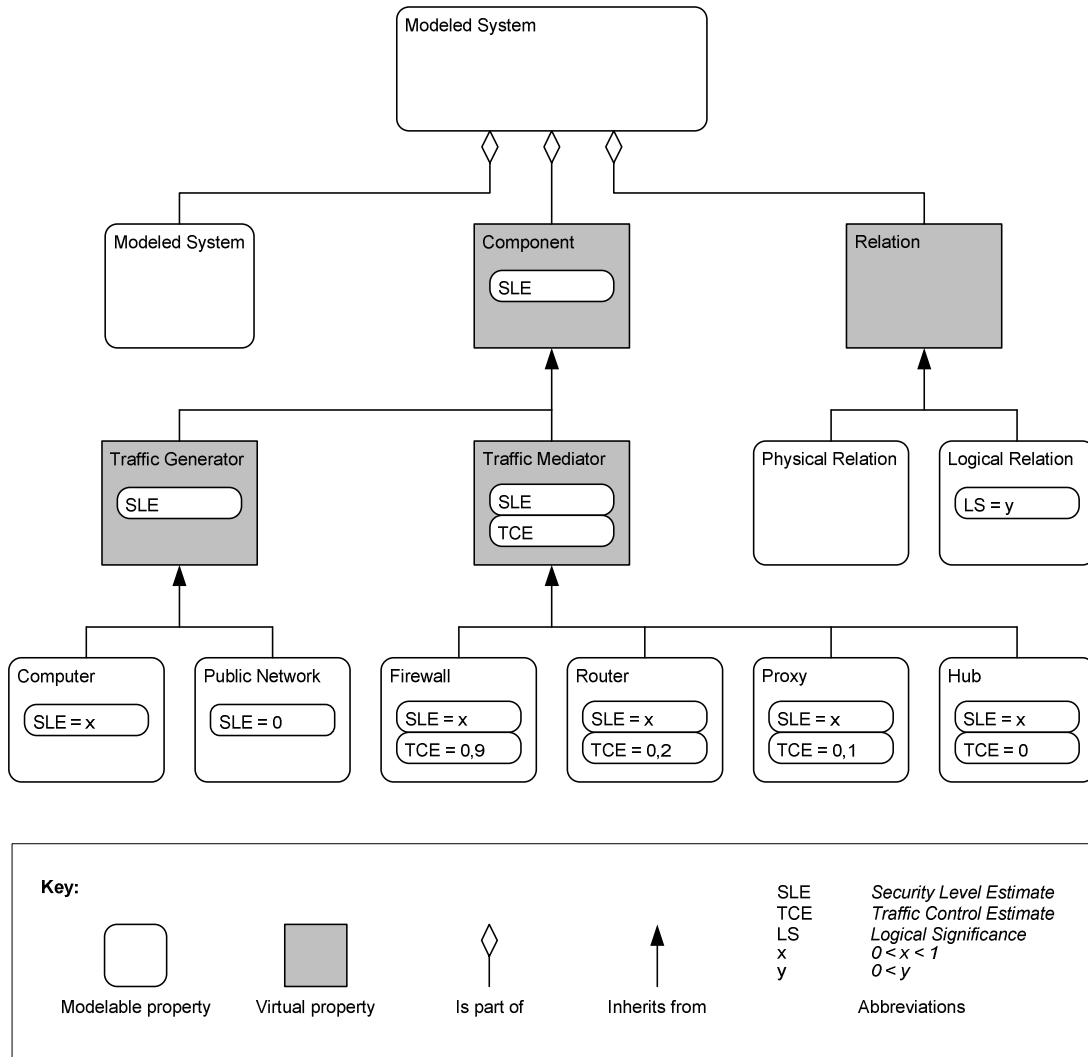 Modeled System
Modeled System
Component
SLE
Relation
Traffic Generator
SLE
Traffic Mediator
SLE
TCE
Physical Relation
Logical Relation
LS = y
Computer
SLE = x
Public Network
SLE = 0
Firewall
SLE = x
TCE = 0,9
Router
SLE = x
TCE = 0,2
Proxy
SLE = x
TCE = 0,1
Hub
SLE = x
TCE = 0
Key:
Modelable property
Virtual property
Is part of
Inherits from
SLE Security Level Estimate
TCE Traffic Control Estimate
LS Logical Significance
x 0 < x < 1
y 0 < y
Abbreviations